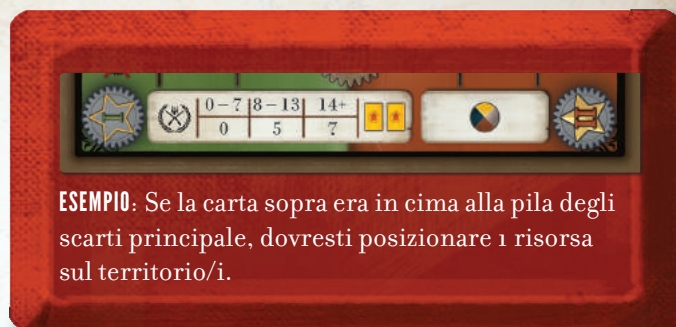 I 0–7 8–13 14+ II
0 5 7
ESEMPIO: Se la carta sopra era in cima alla pila degli
scarti principale, dovresti posizionare 1 risorsa
sul territorio/i.